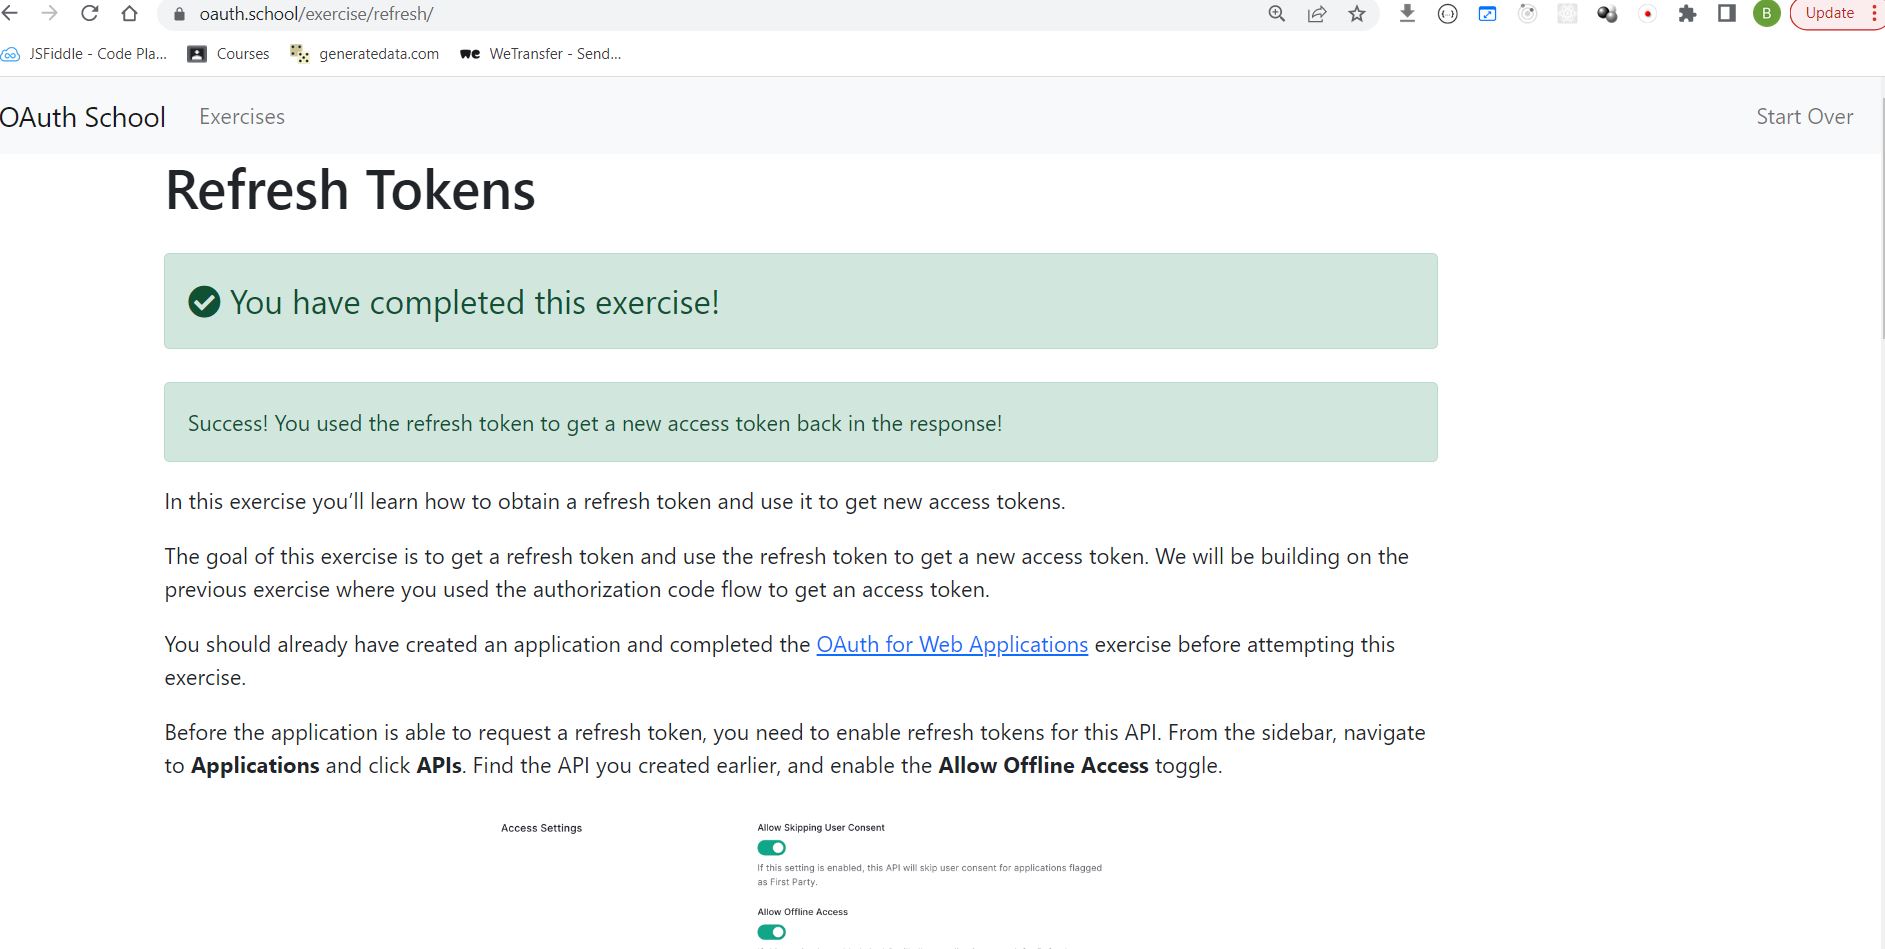 oauth.school/exercise/refresh/
B
Update
JSFiddle - Code Pla...
Courses
generatedata.com
we
WeTransfer - Send...
OAuth School
Exercises
Start Over
Refresh Tokens
You have completed this exercise!
Success! You used the refresh token to get a new access token back in the response!
In this exercise you'll learn how to obtain a refresh token and use it to get new access tokens.
The goal of this exercise is to get a refresh token and use the refresh token to get a new access token. We will be building on the
previous exercise where you used the authorization code flow to get an access token.
You should already have created an application and completed the OAuth for Web Applications exercise before attempting this
exercise.
Before the application is able to request a refresh token, you need to enable refresh tokens for this API. From the sidebar, navigate
to Applications and click APIs. Find the API you created earlier, and enable the Allow Offline Access toggle.
Access Settings
Allow Skipping User Consent
If this setting is enabled, this API will skip user consent for applications flagged
as First Party.
Allow Offline Access